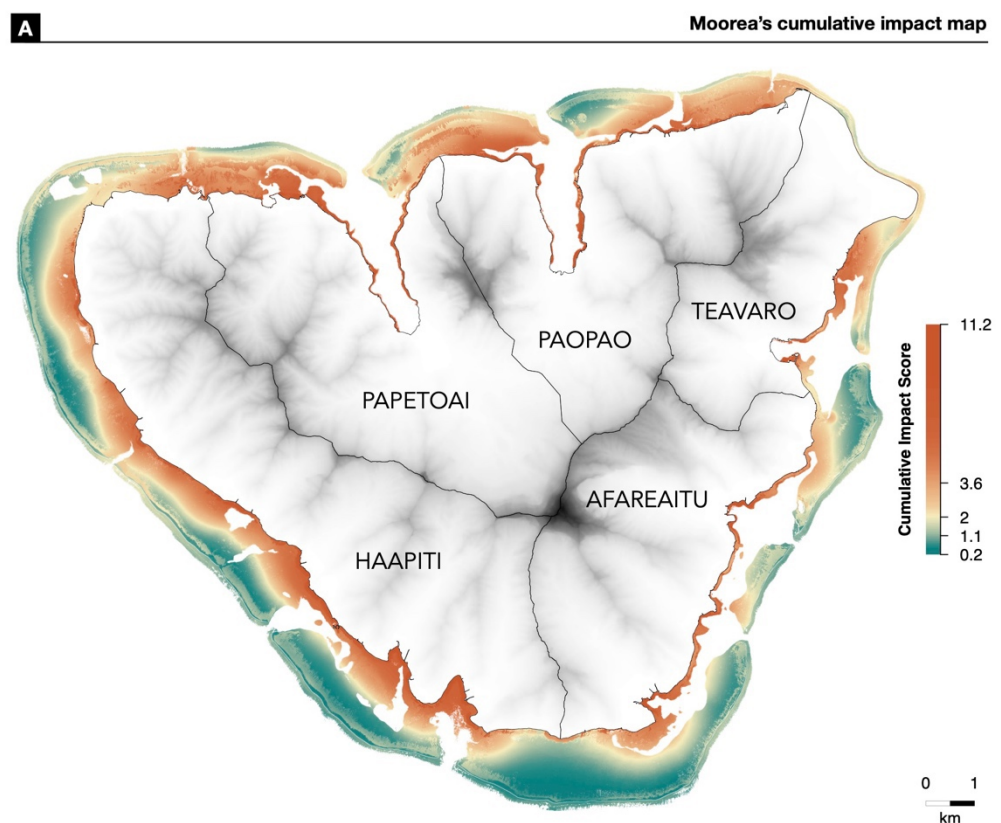 A
Moorea's cumulative impact map
TEAVARO
PAOPAO
PAPETOAI
AFAREAITU
HAAPITI
Cumulative Impact Score
11.2
3.6
2
1.1
0.2
0 1
km